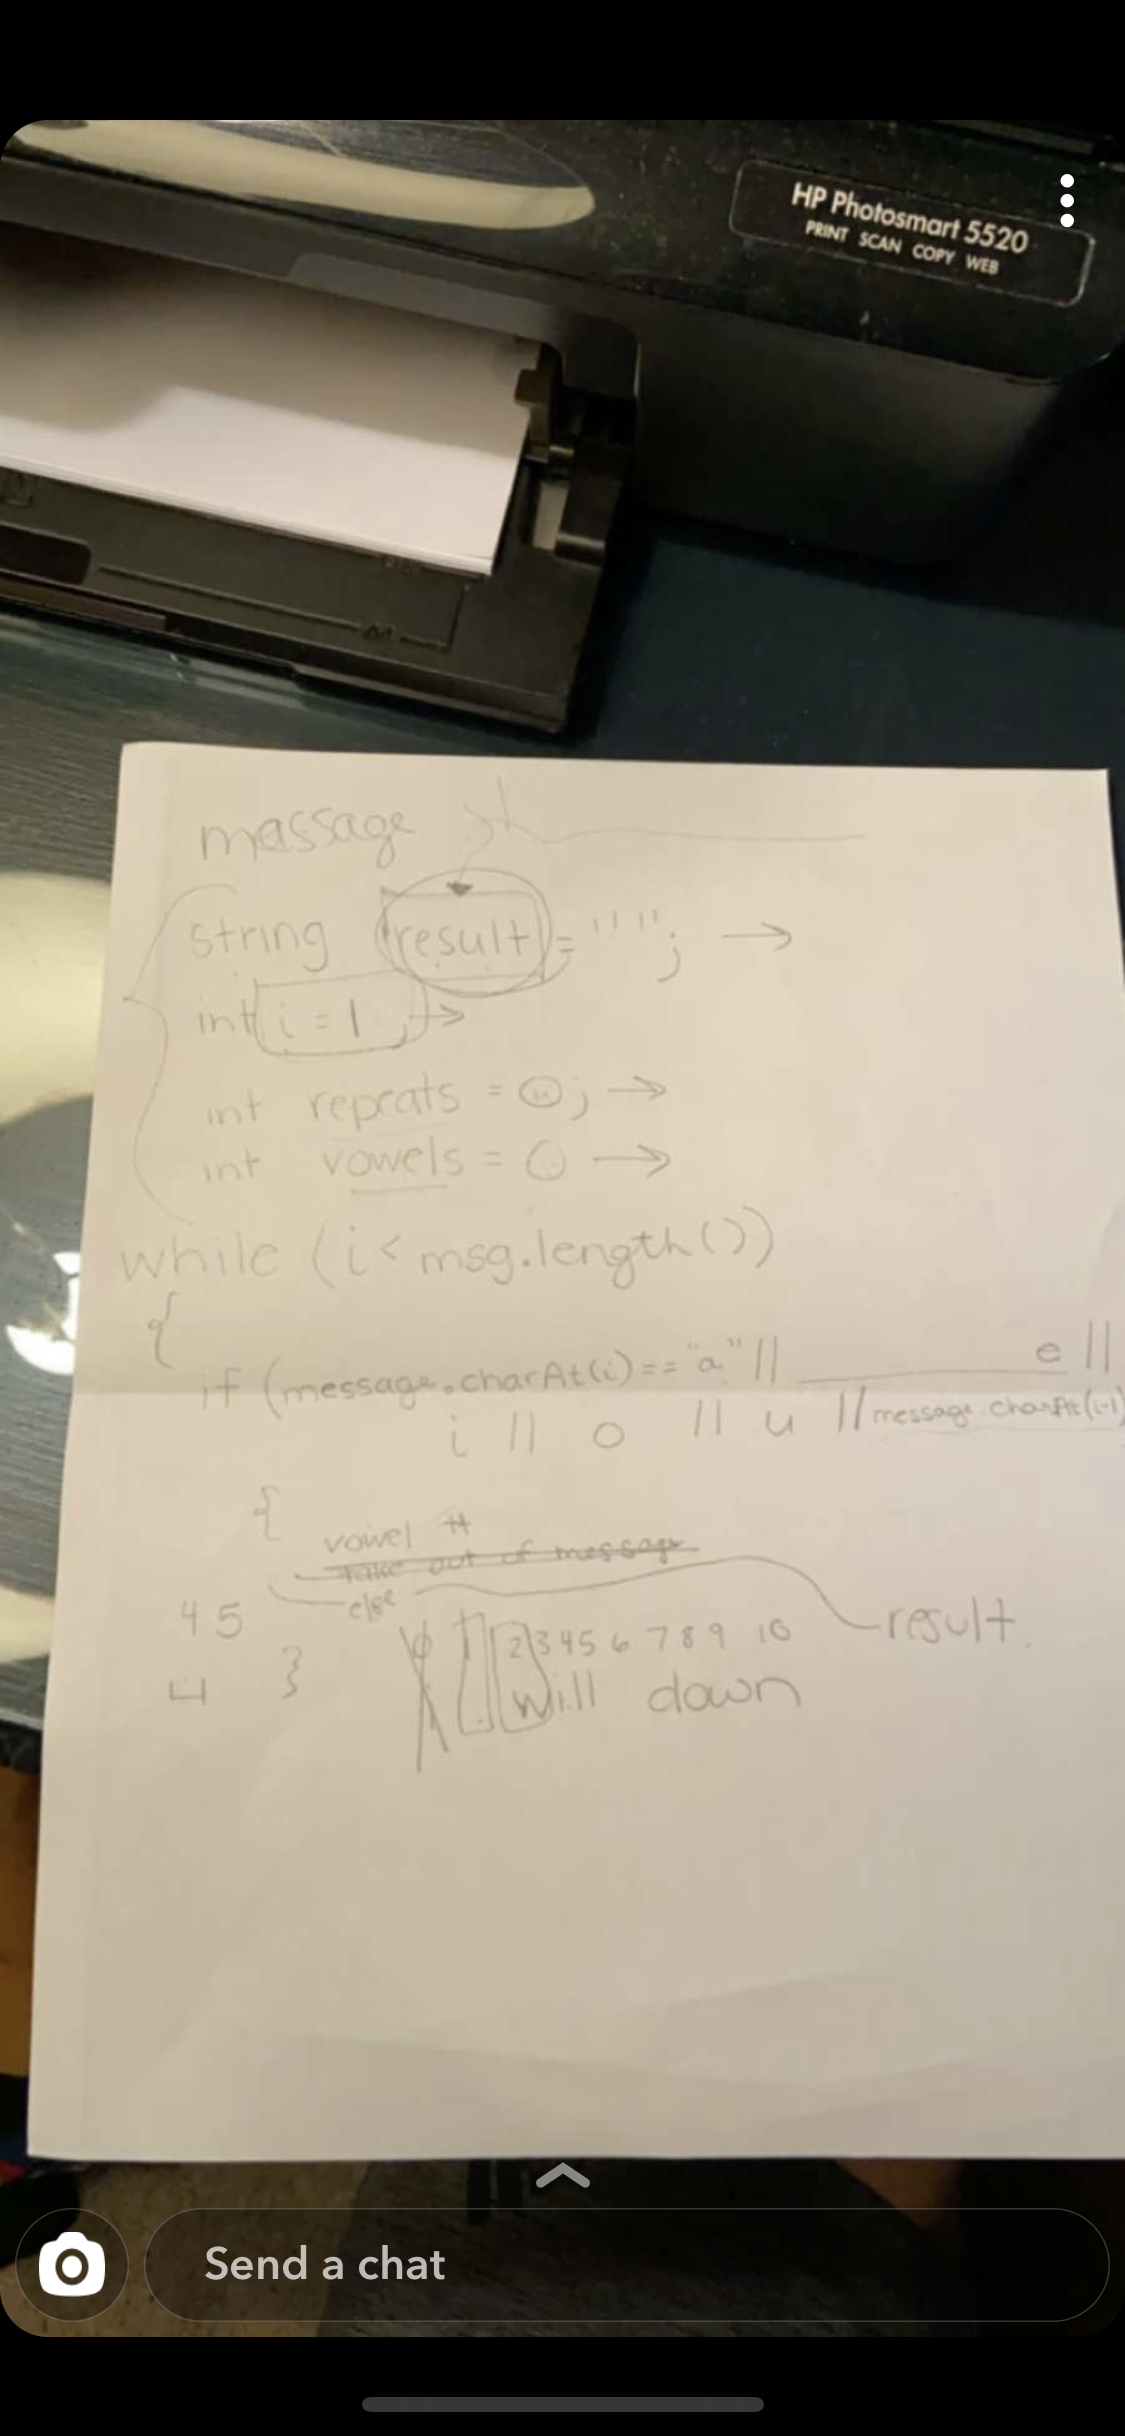 HP Photosmart 5520
PRINT SCAN COPY WEB
message
string result = "";
int i = 1;
int repeats = 0;
int vowels = 0
while (i < msg.length())
{
if (message.charAt(i) == "a" || e ||
i || o || u || message.charAt(i-1)
{
vowel ++
take out of message
else
4 5
0 1 2 3 4 5 6 7 8 9 10
result.
}
will down
Send a chat